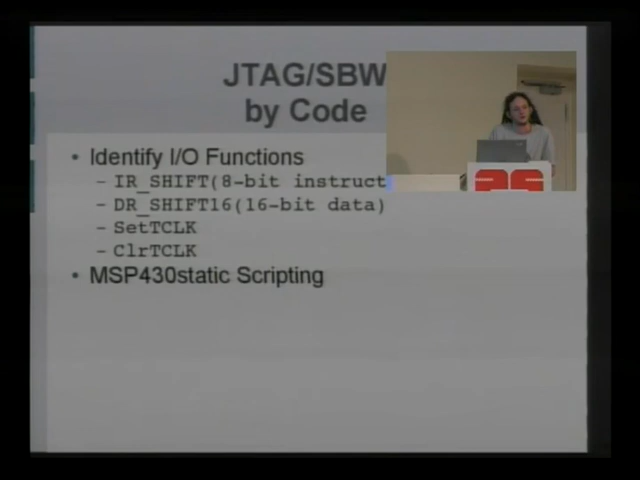 JTAG/SBW
by Code
• Identify I/O Functions
– IR_SHIFT(8-bit instruct
– DR_SHIFT16(16-bit data)
– SetTCLK
– ClrTCLK
• MSP430static Scripting